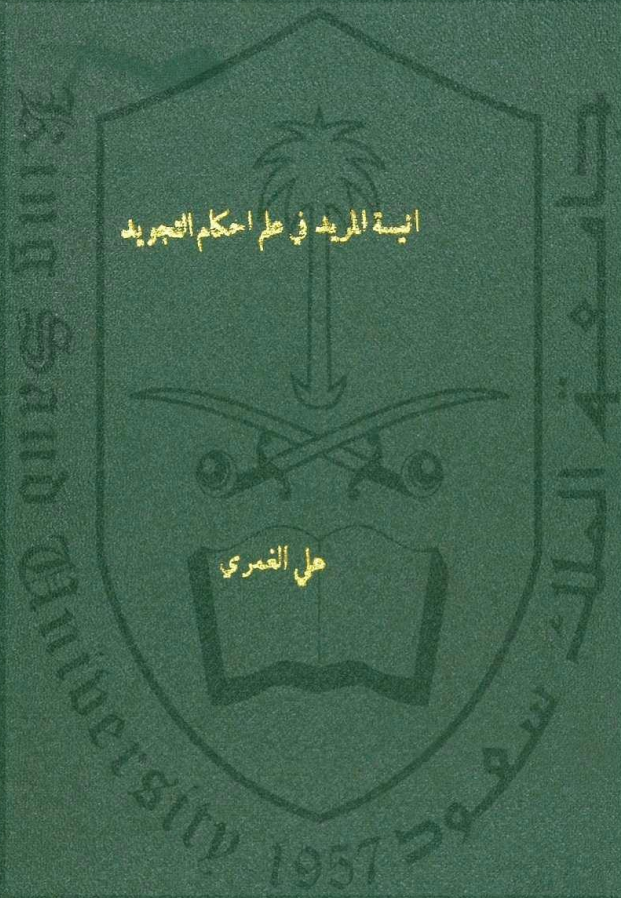 انيسة المريد في علم احكام التجويد
علي الغمري
جامعة الملك سعود
King Saud University 1957